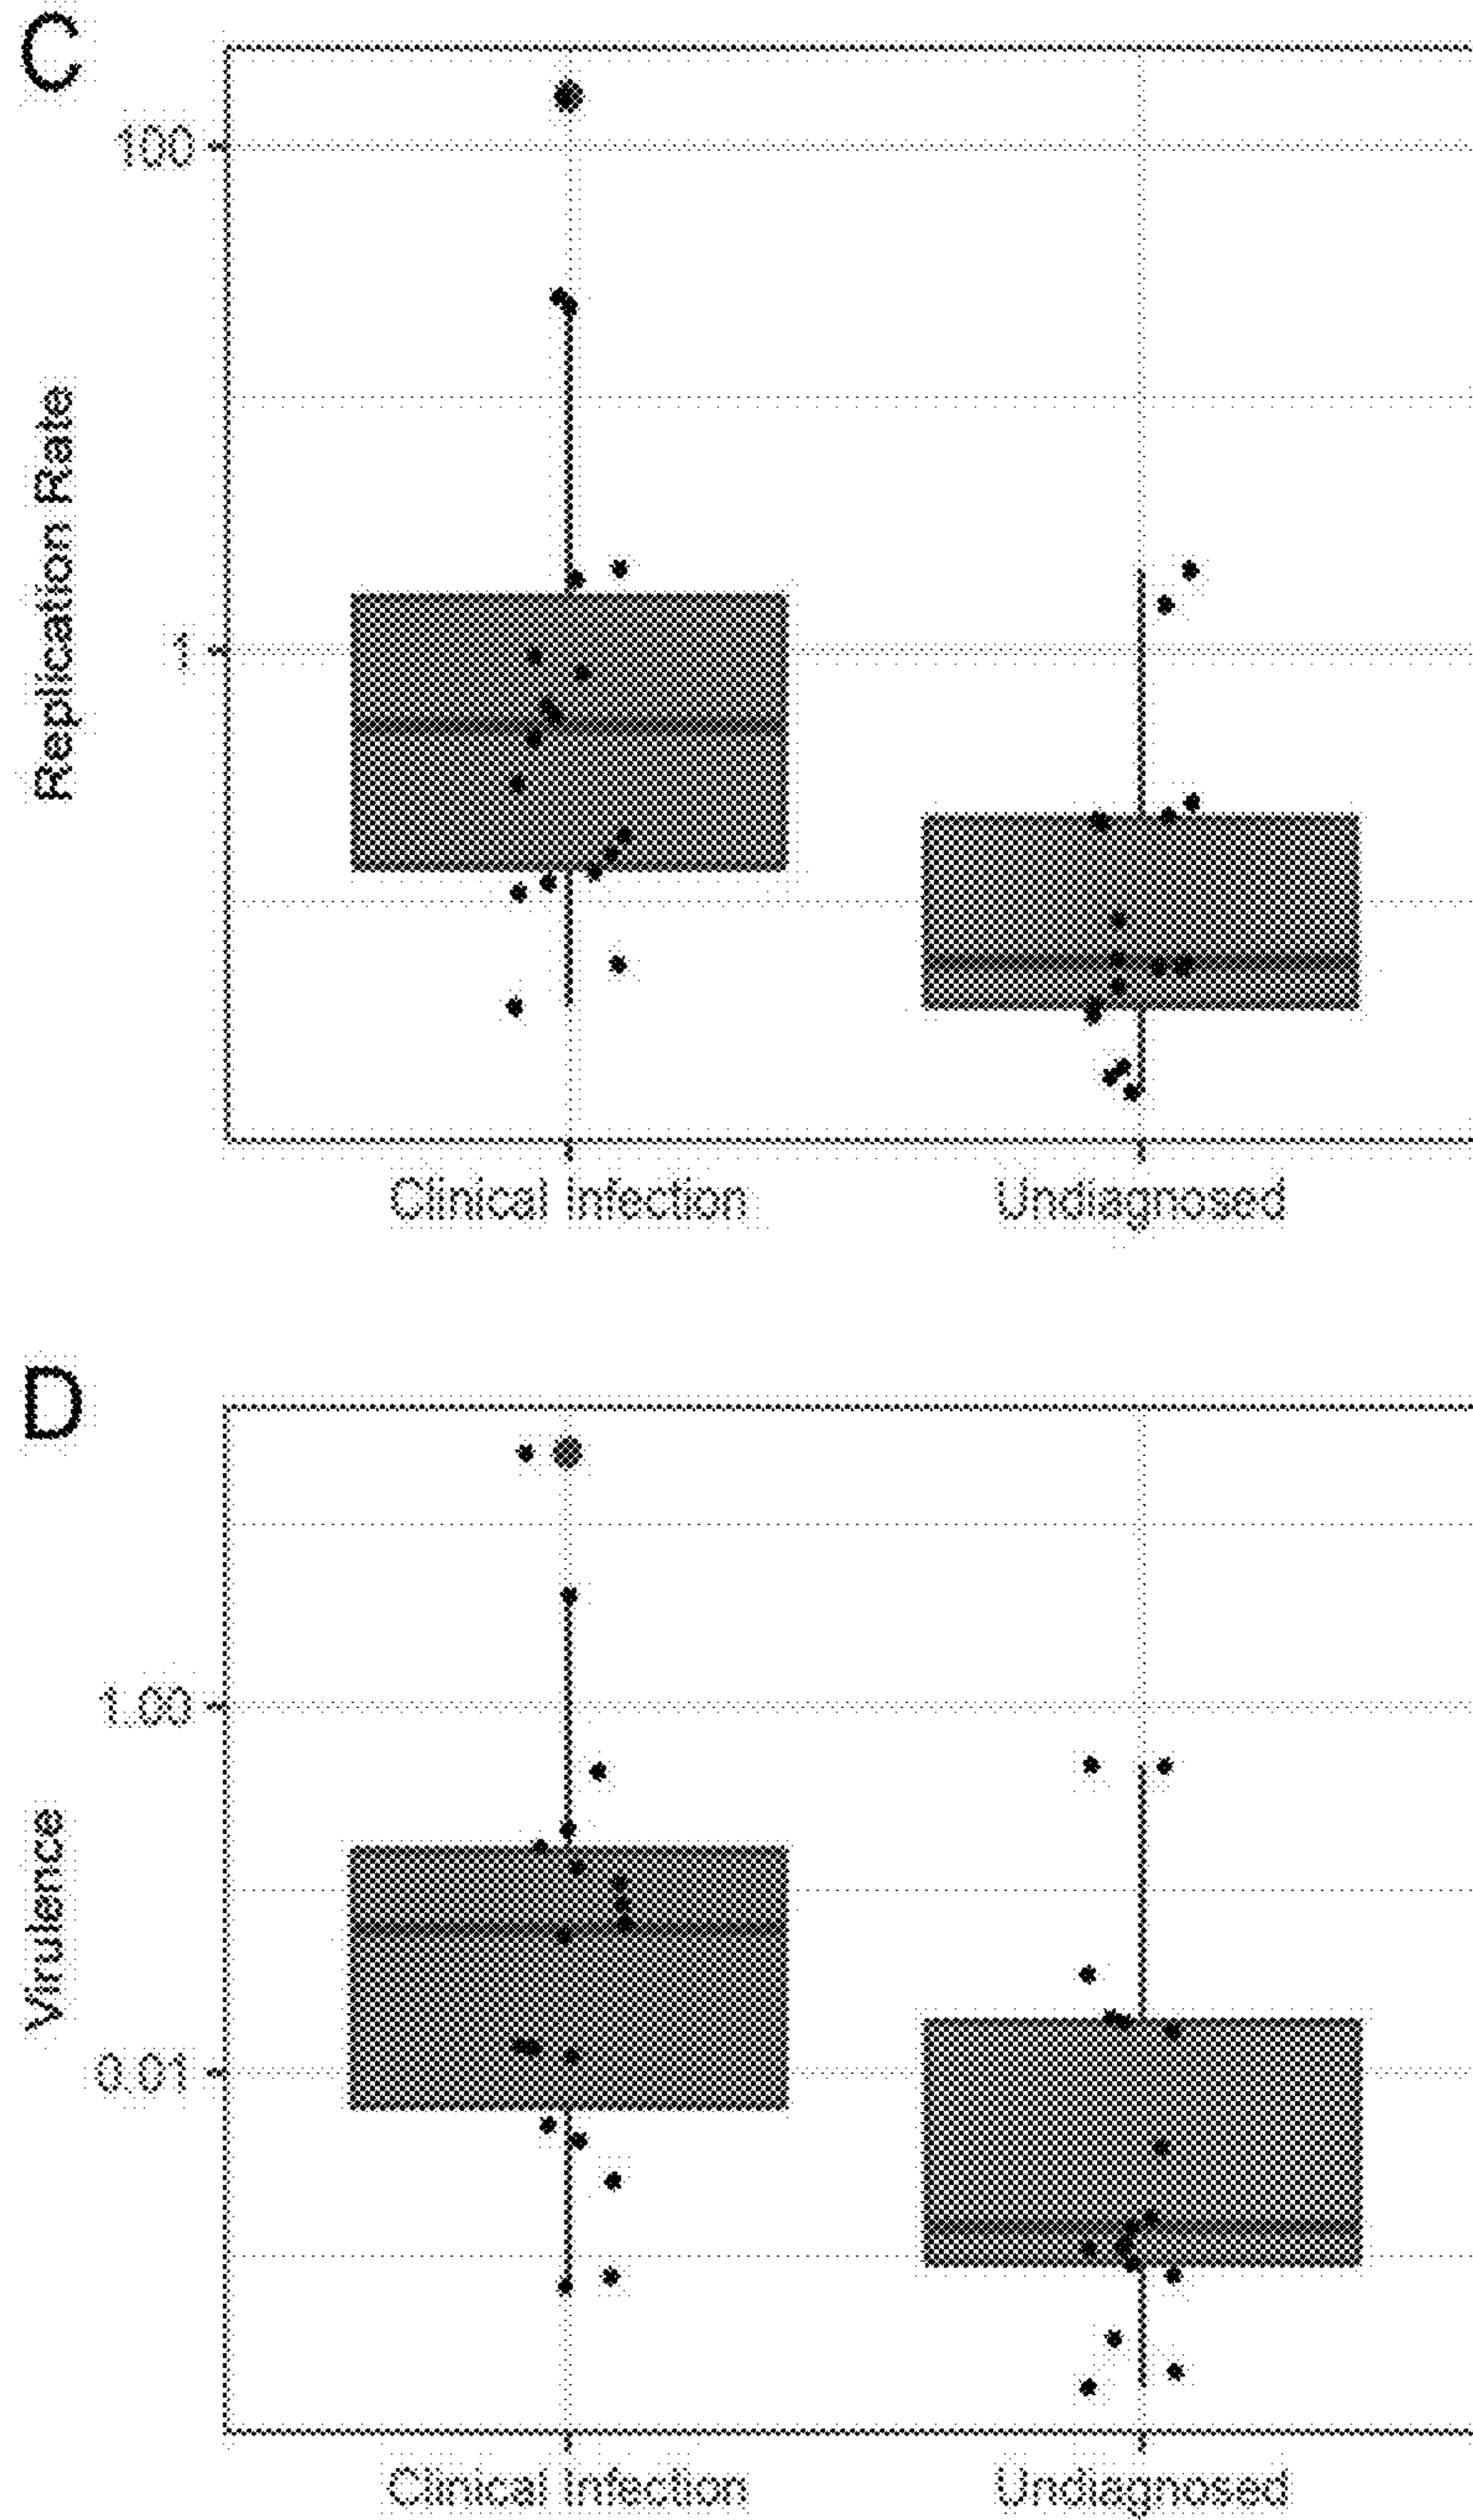 C
100
1
Replication Rate
Clinical Infection
Undiagnosed
D
1.00
0.01
Virulence
Clinical Infection
Undiagnosed